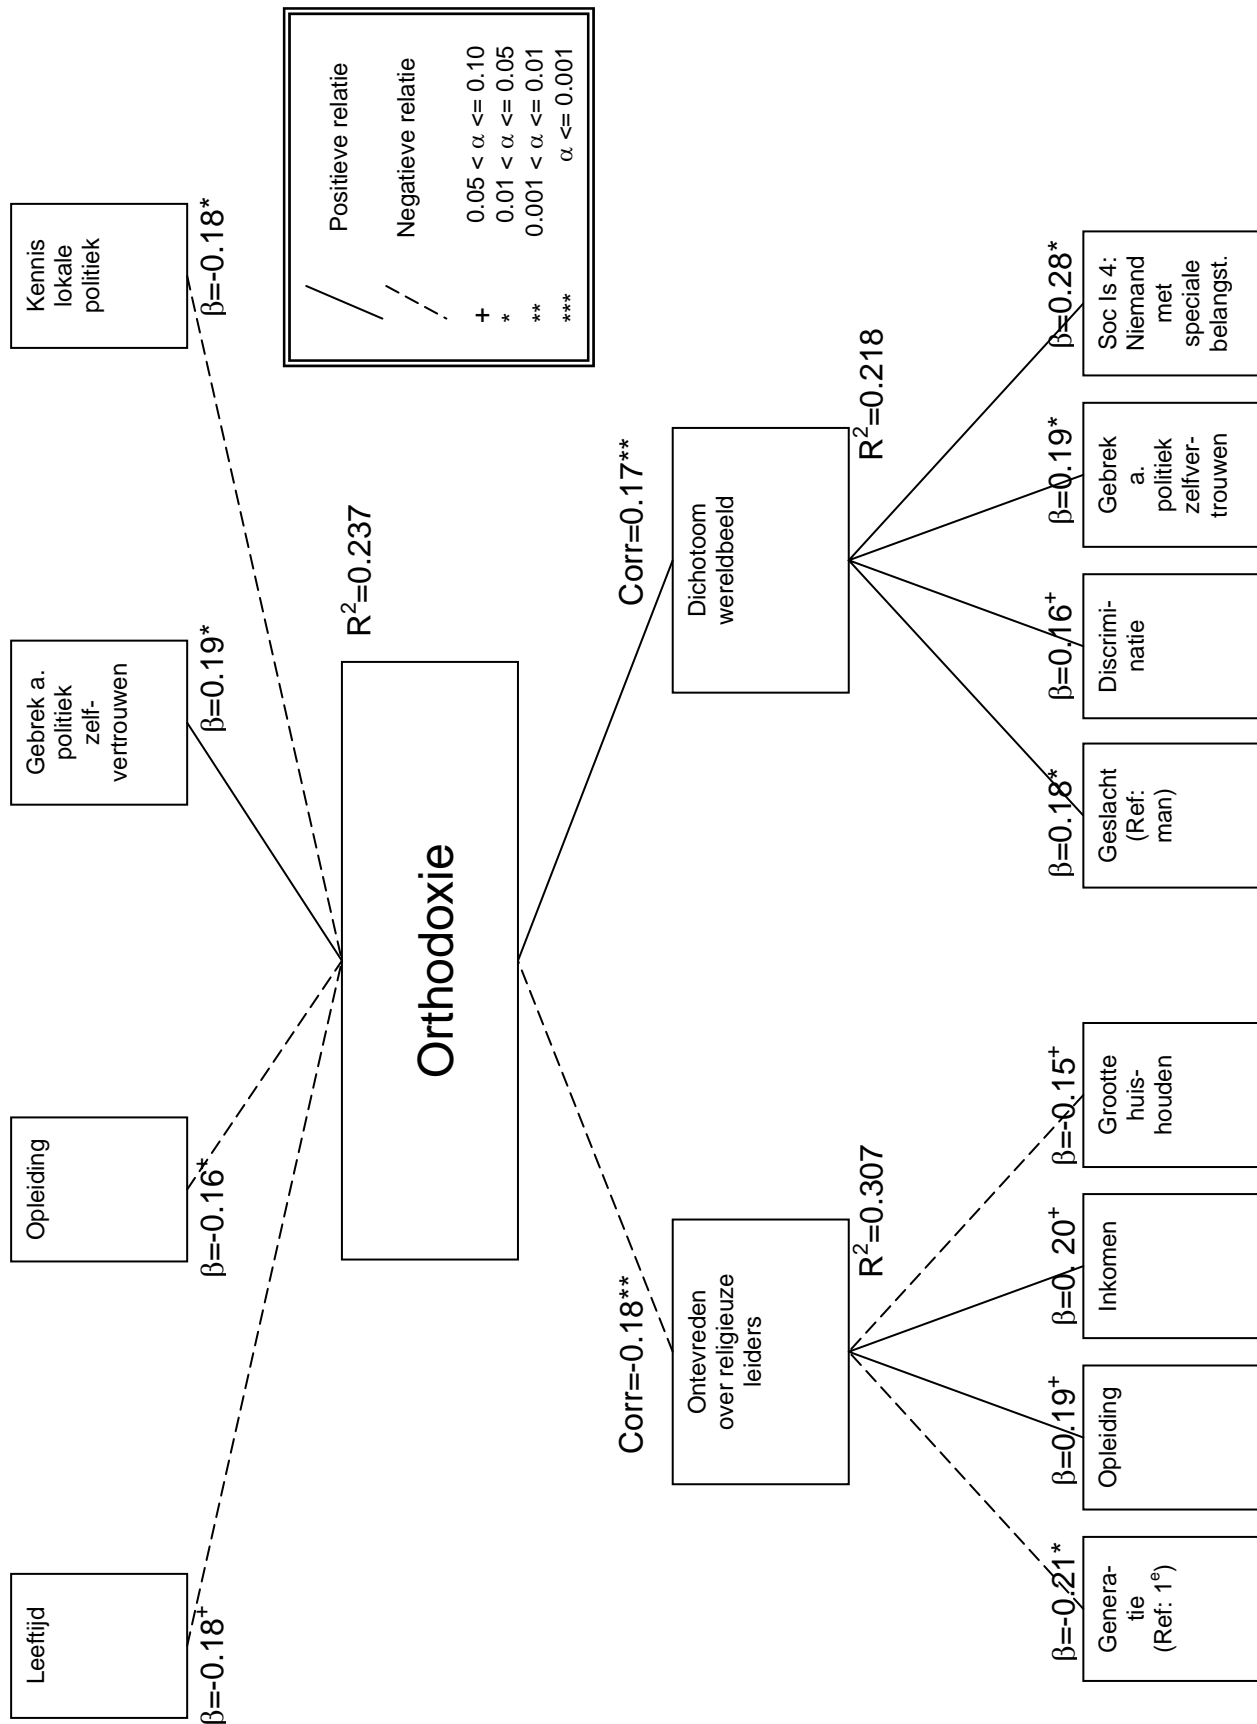 Leeftijd
β=-0.18+
Opleiding
β=-0.16+
Gebrek a.
politiek
zelf-
vertrouwen
β=0.19*
Kennis
lokale
politiek
β=-0.18*
Orthodoxie
R²=0.237
Positieve relatie
Negatieve relatie
+ 0.05 < α <= 0.10
* 0.01 < α <= 0.05
** 0.001 < α <= 0.01
*** α <= 0.001
Corr=-0.18**
Ontevreden
over religieuze
leiders
R²=0.307
Corr=0.17**
Dichotoom
wereldbeeld
R²=0.218
β=-0.21*
Genera-
tie
(Ref: 1ᵉ)
β=0.19+
Opleiding
β=0. 20+
Inkomen
β=-0.15+
Grootte
huis-
houden
β=0.18*
Geslacht
(Ref:
man)
β=0.16+
Discrimi-
natie
β=0.19*
Gebrek
a.
politiek
zelfver-
trouwen
β=0.28*
Soc Is 4:
Niemand
met
speciale
belangst.